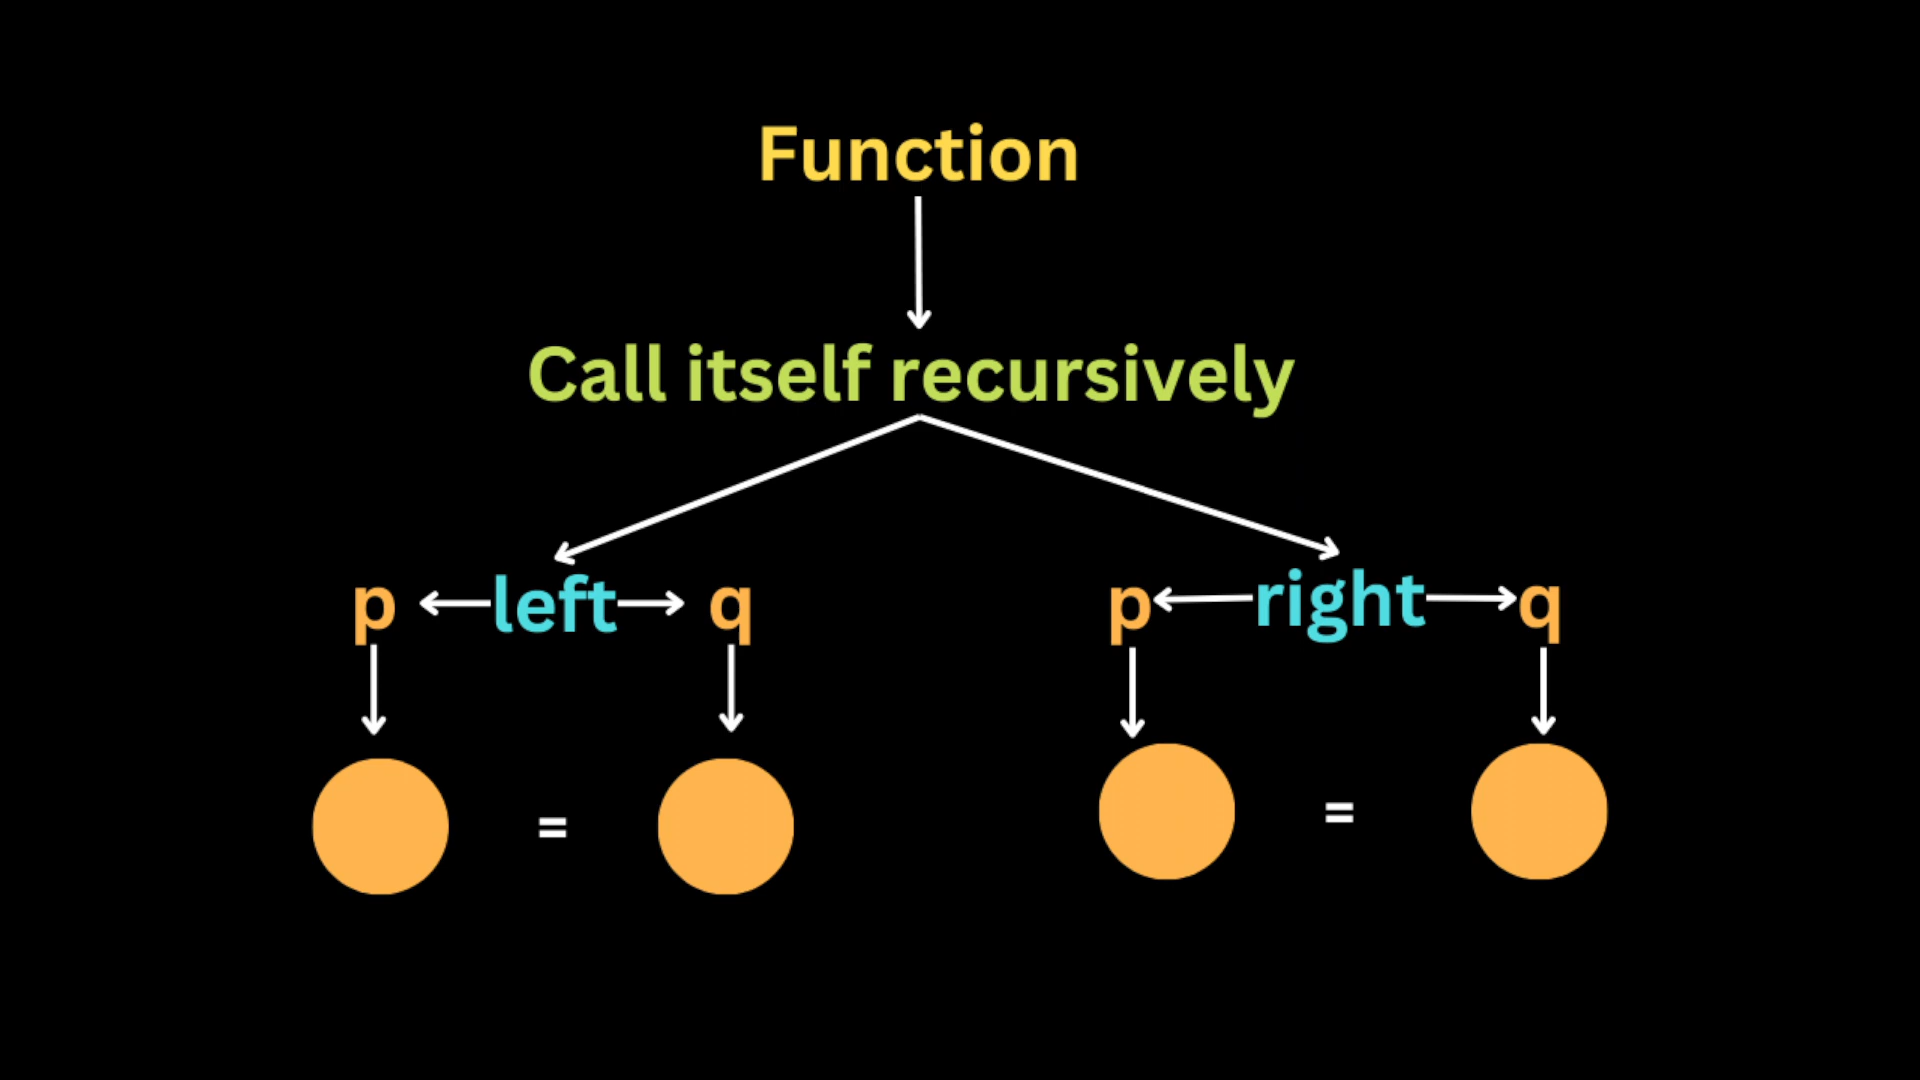 Function
Call itself recursively
p left q p right q
= =